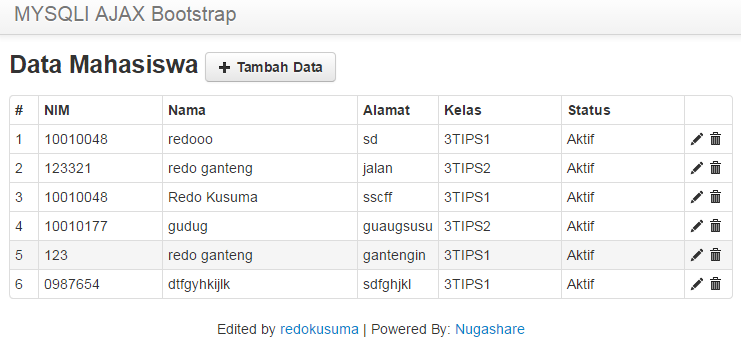 MYSQLI AJAX Bootstrap
Data Mahasiswa + Tambah Data
# NIM Nama Alamat Kelas Status
1 10010048 redooo sd 3TIPS1 Aktif
2 123321 redo ganteng jalan 3TIPS2 Aktif
3 10010048 Redo Kusuma sscff 3TIPS1 Aktif
4 10010177 gudug guaugsusu 3TIPS2 Aktif
5 123 redo ganteng gantengin 3TIPS1 Aktif
6 0987654 dtfgyhkijlk sdfghjkl 3TIPS1 Aktif
Edited by redokusuma | Powered By: Nugashare